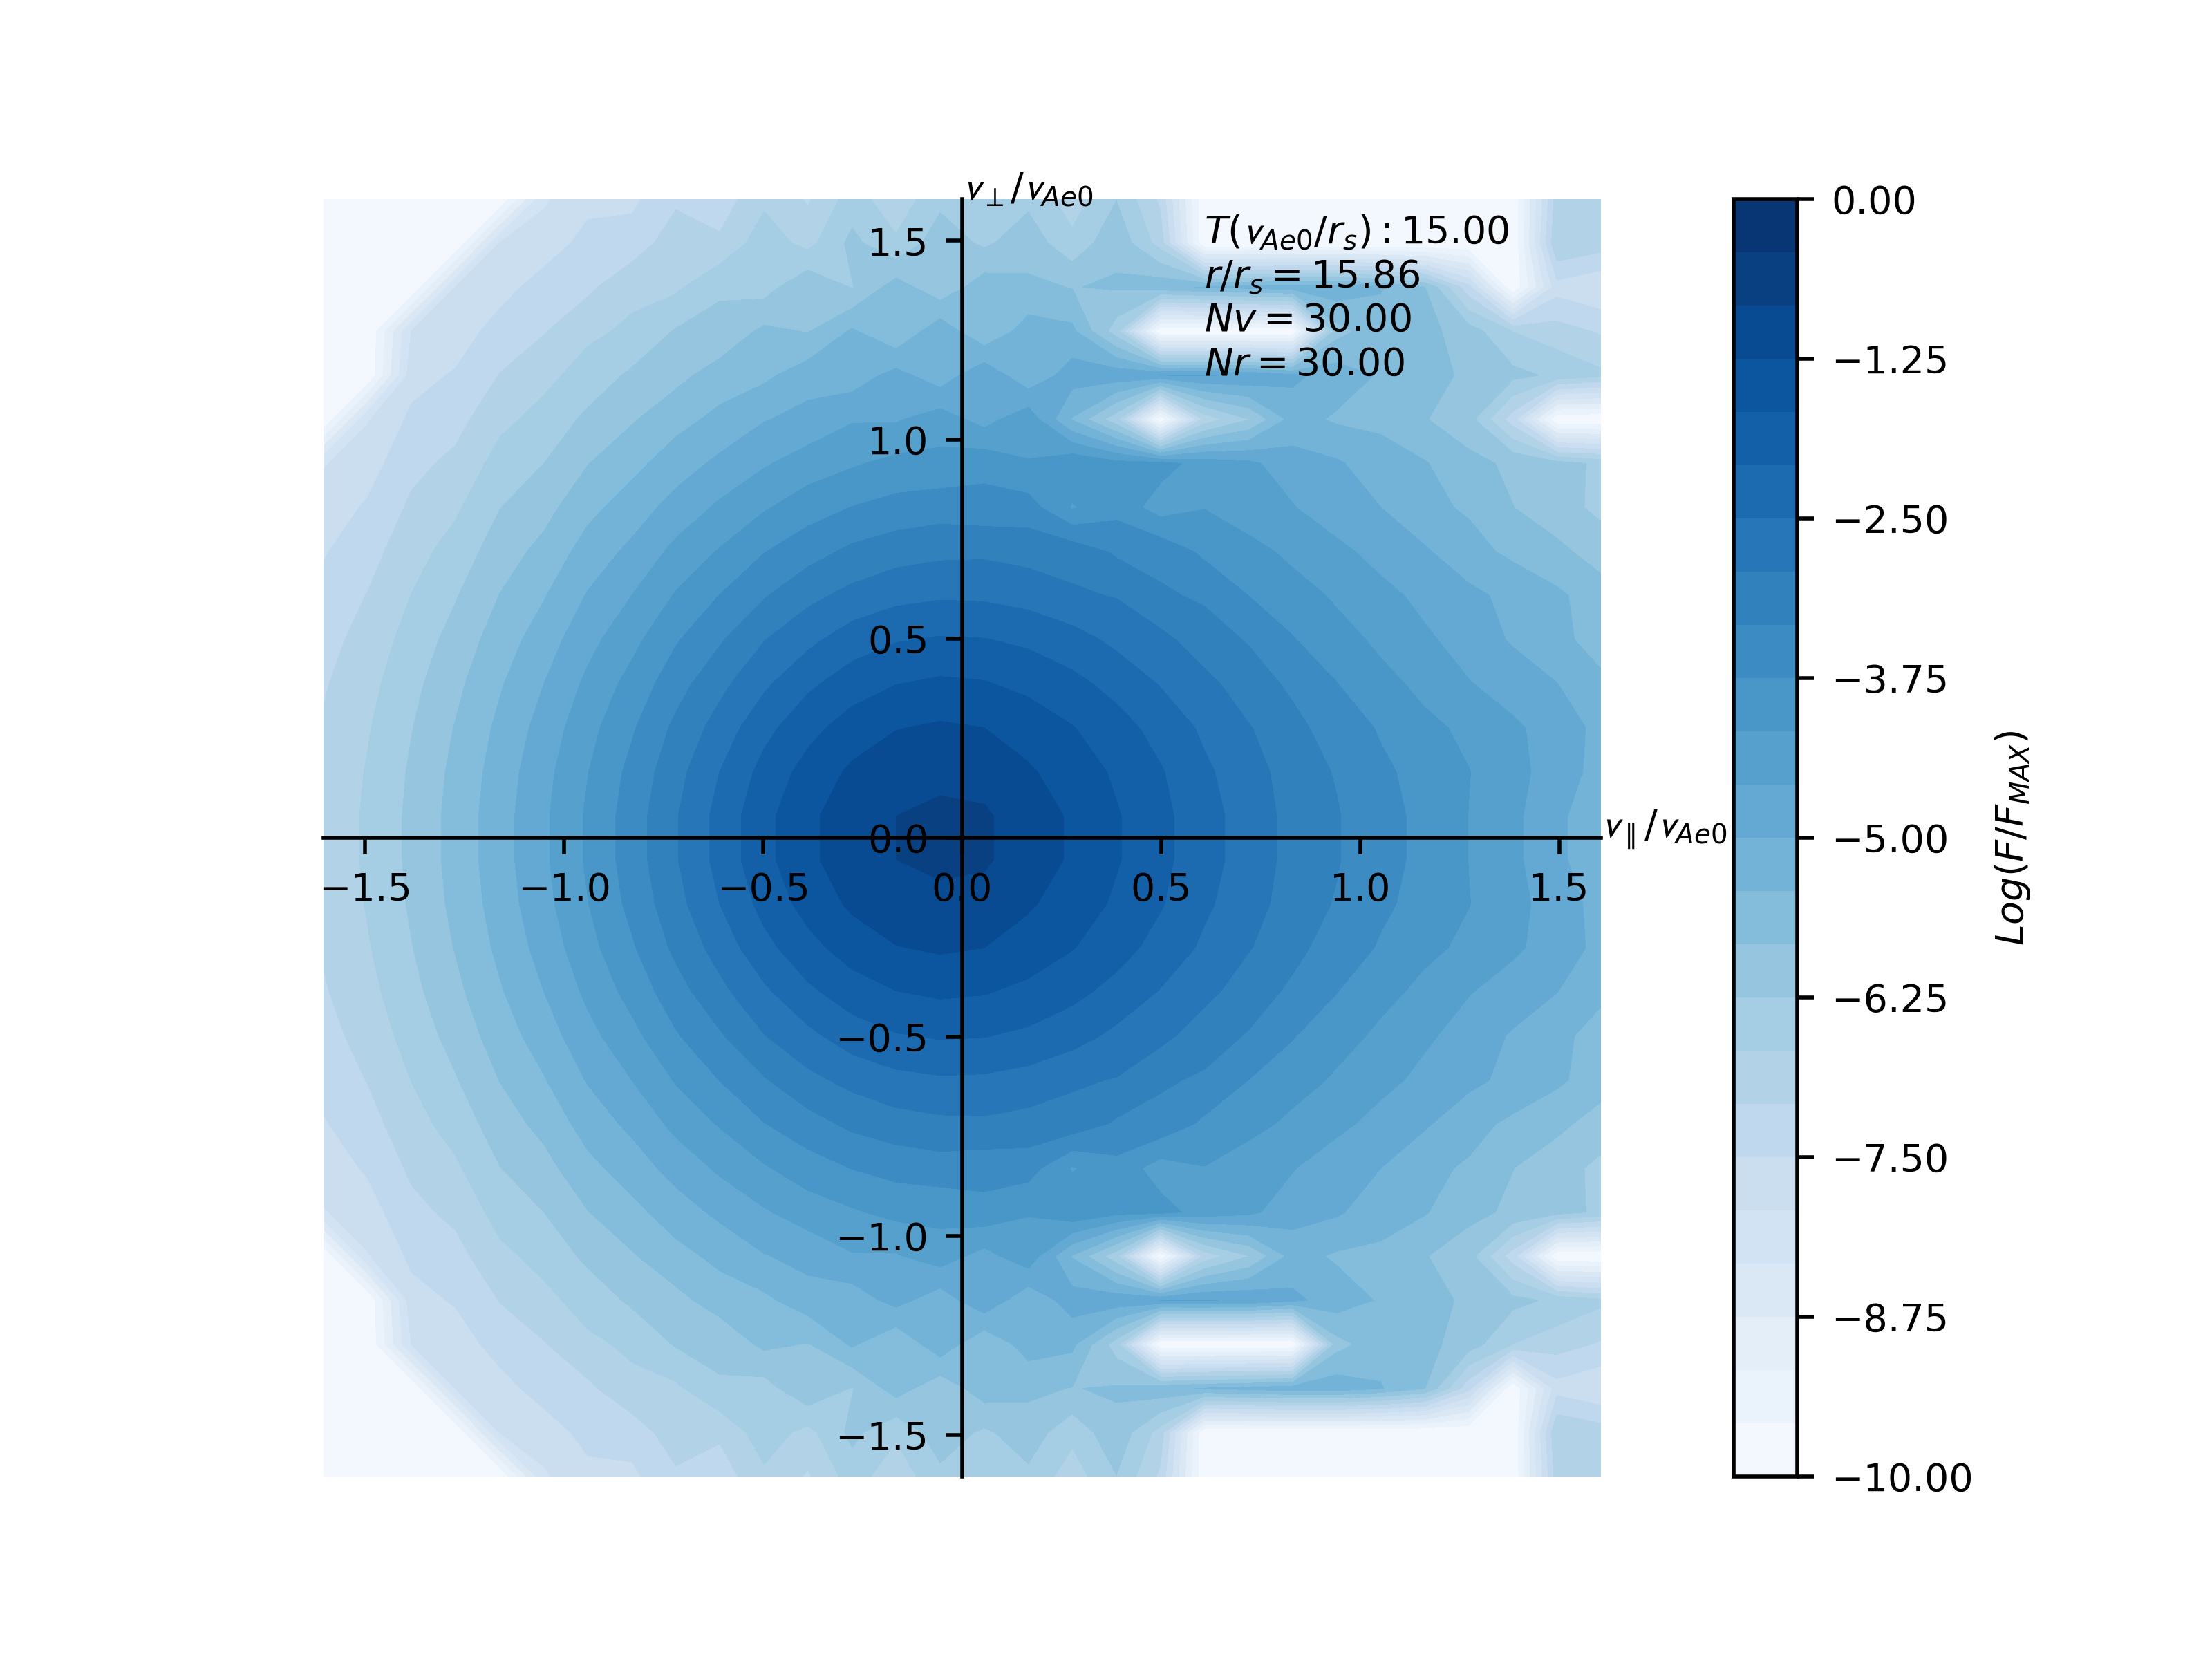 v⊥/vAe0
T(vAe0/rs) : 15.00
r/rs = 15.86
Nv = 30.00
Nr = 30.00
1.5
1.0
0.5
0.0
−0.5
−1.0
−1.5
−1.5 −1.0 −0.5 0.0 0.5 1.0 1.5
v∥/vAe0
0.00
−1.25
−2.50
−3.75
−5.00
−6.25
−7.50
−8.75
−10.00
Log(F/FMAX)